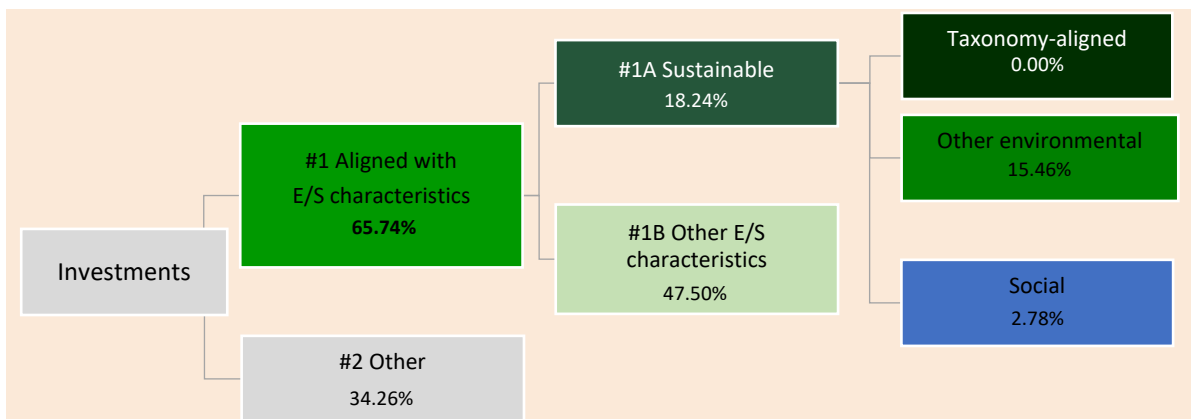 Investments
#1 Aligned with
E/S characteristics
65.74%
#2 Other
34.26%
#1A Sustainable
18.24%
#1B Other E/S
characteristics
47.50%
Taxonomy-aligned
0.00%
Other environmental
15.46%
Social
2.78%